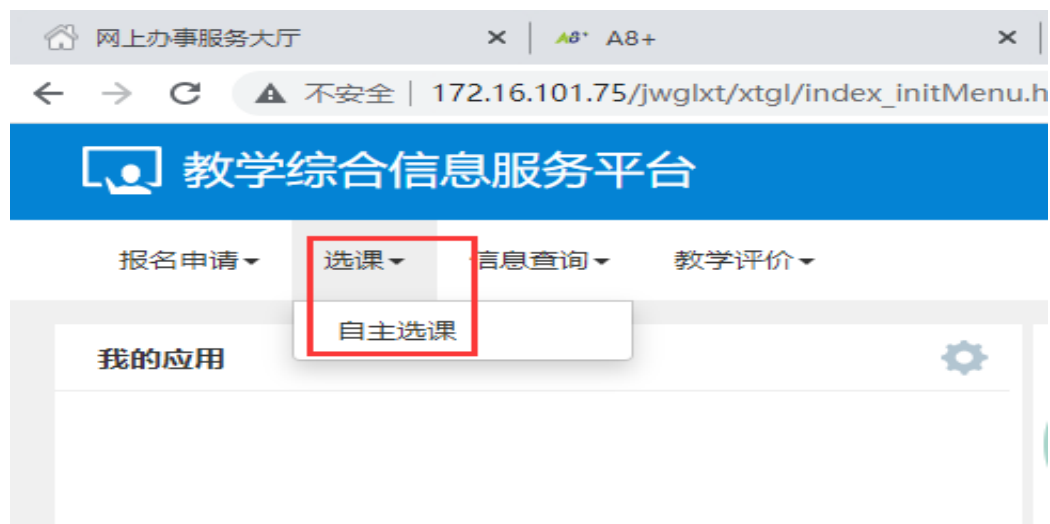 网上办事服务大厅 A8+ A8+
不安全 172.16.101.75/jwglxt/xtgl/index_initMenu.h
教学综合信息服务平台
报名申请 选课 信息查询 教学评价
自主选课
我的应用